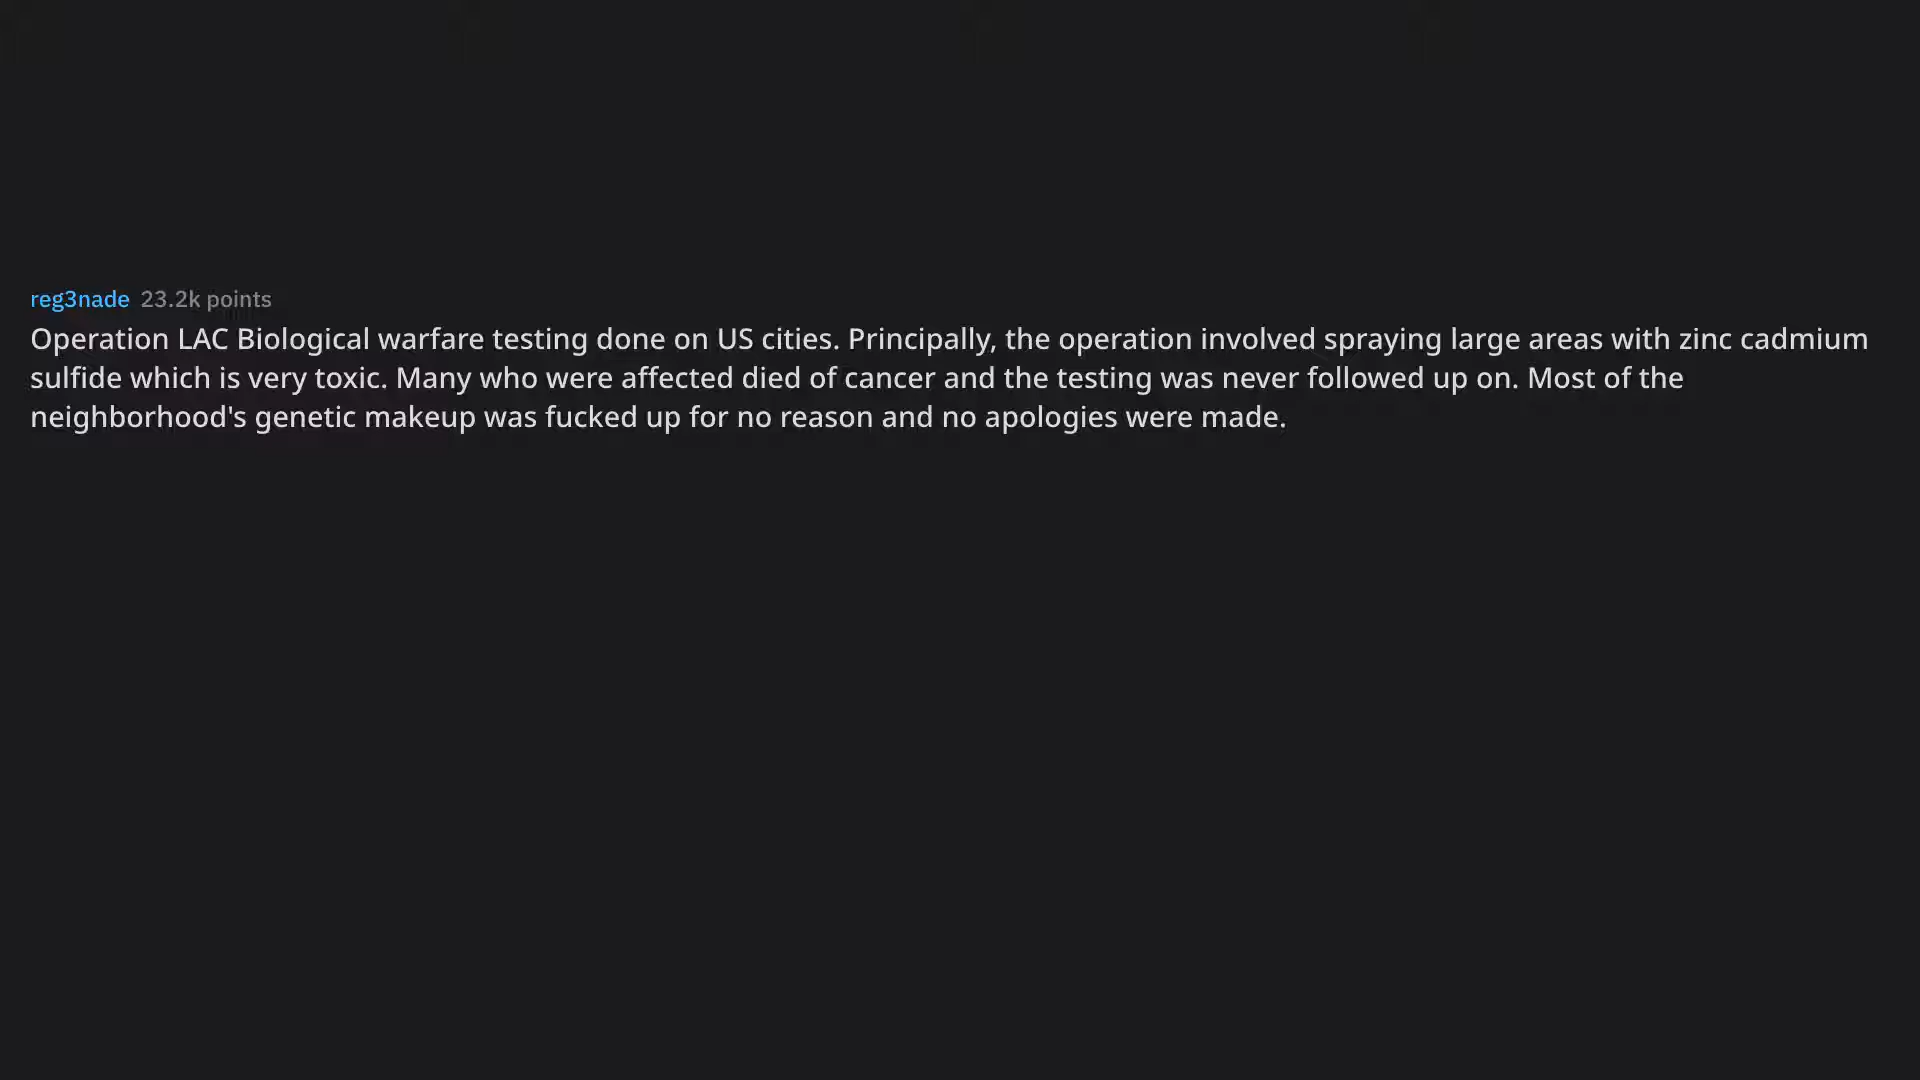 reg3nade 23.2k points
Operation LAC Biological warfare testing done on US cities. Principally, the operation involved spraying large areas with zinc cadmium
sulfide which is very toxic. Many who were affected died of cancer and the testing was never followed up on. Most of the
neighborhood's genetic makeup was fucked up for no reason and no apologies were made.